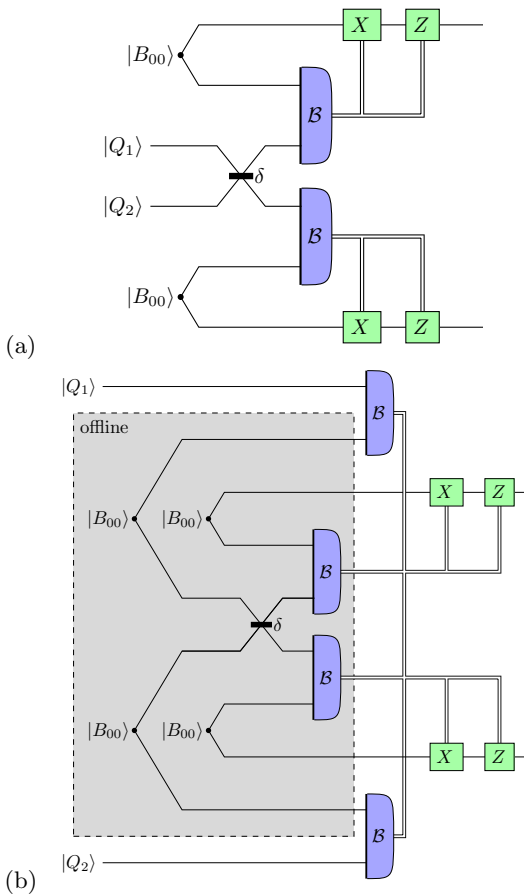 X Z
|B₀₀⟩
ℬ
|Q₁⟩
δ
|Q₂⟩
ℬ
|B₀₀⟩
X Z
(a)
|Q₁⟩
ℬ
offline
X Z
|B₀₀⟩ |B₀₀⟩
ℬ
δ
ℬ
|B₀₀⟩ |B₀₀⟩
X Z
ℬ
|Q₂⟩
(b)